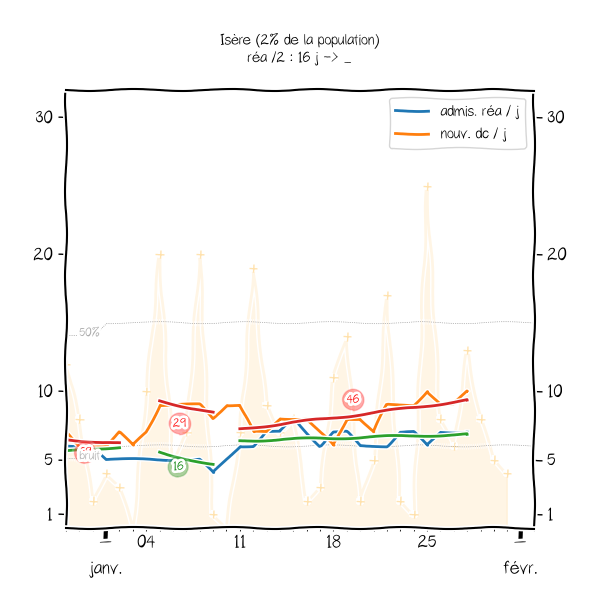 Isère (2% de la population)
réa /2 : 16 j -> _
admis. réa / j
nouv. dc / j
30
30
20
20
50%
10
10
46
29
16
bruit
5
5
1
1
04
11
18
25
janv.
févr.